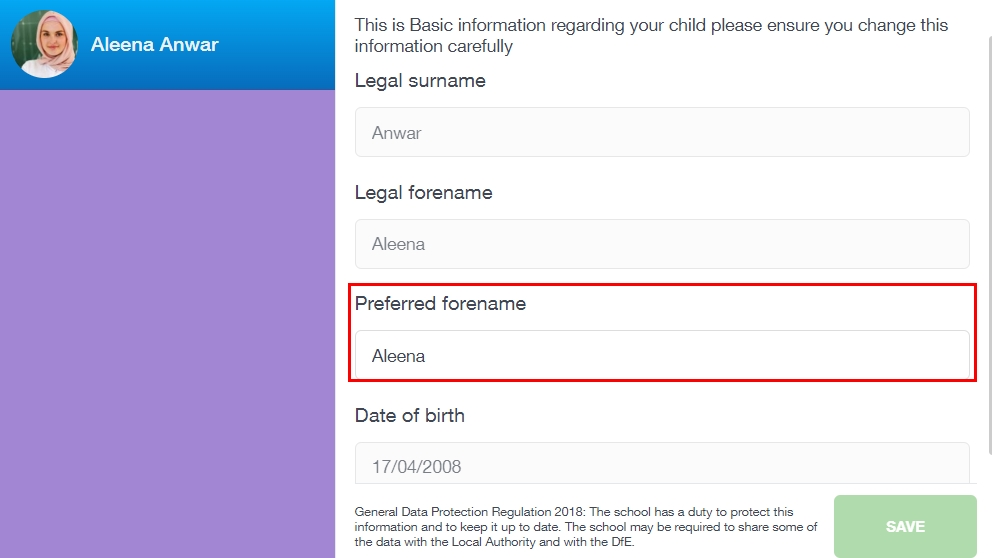 Aleena Anwar
This is Basic information regarding your child please ensure you change this
information carefully
Legal surname
Anwar
Legal forename
Aleena
Preferred forename
Aleena
Date of birth
17/04/2008
General Data Protection Regulation 2018: The school has a duty to protect this
information and to keep it up to date. The school may be required to share some of
the data with the Local Authority and with the DfE.
SAVE